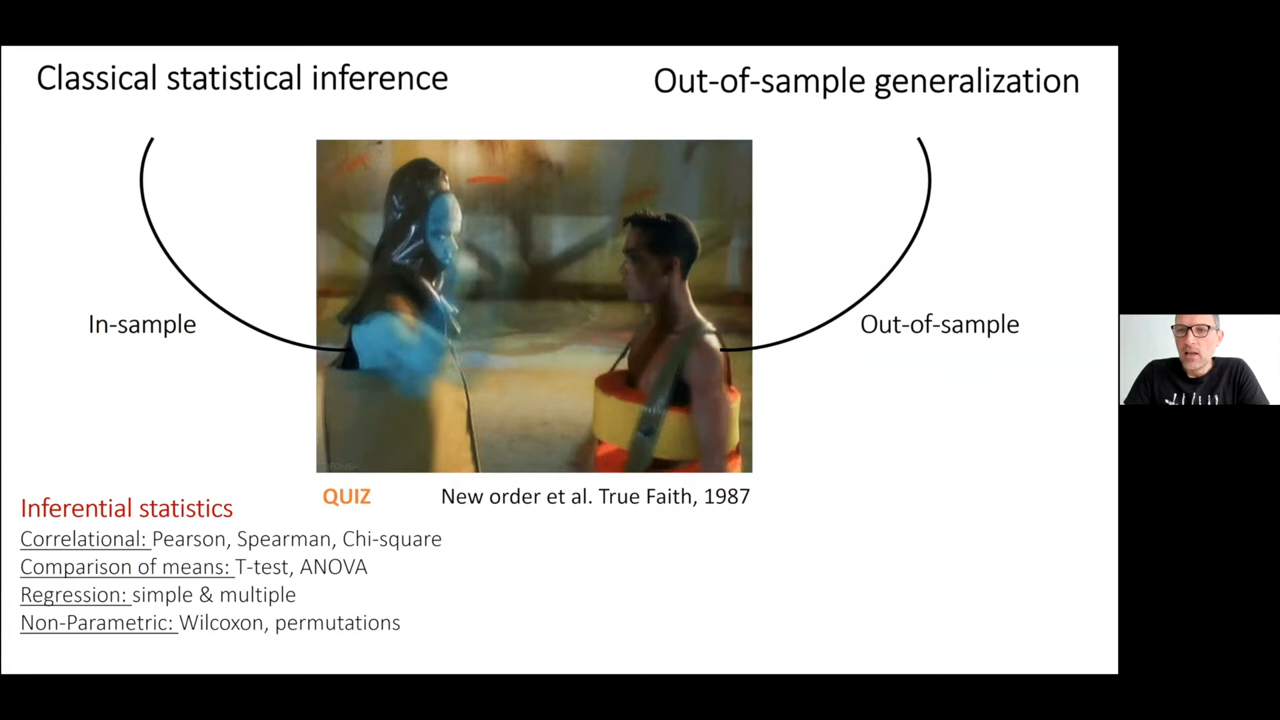 Classical statistical inference
Out-of-sample generalization
In-sample
Out-of-sample
QUIZ
New order et al. True Faith, 1987
Inferential statistics
Correlational: Pearson, Spearman, Chi-square
Comparison of means: T-test, ANOVA
Regression: simple & multiple
Non-Parametric: Wilcoxon, permutations